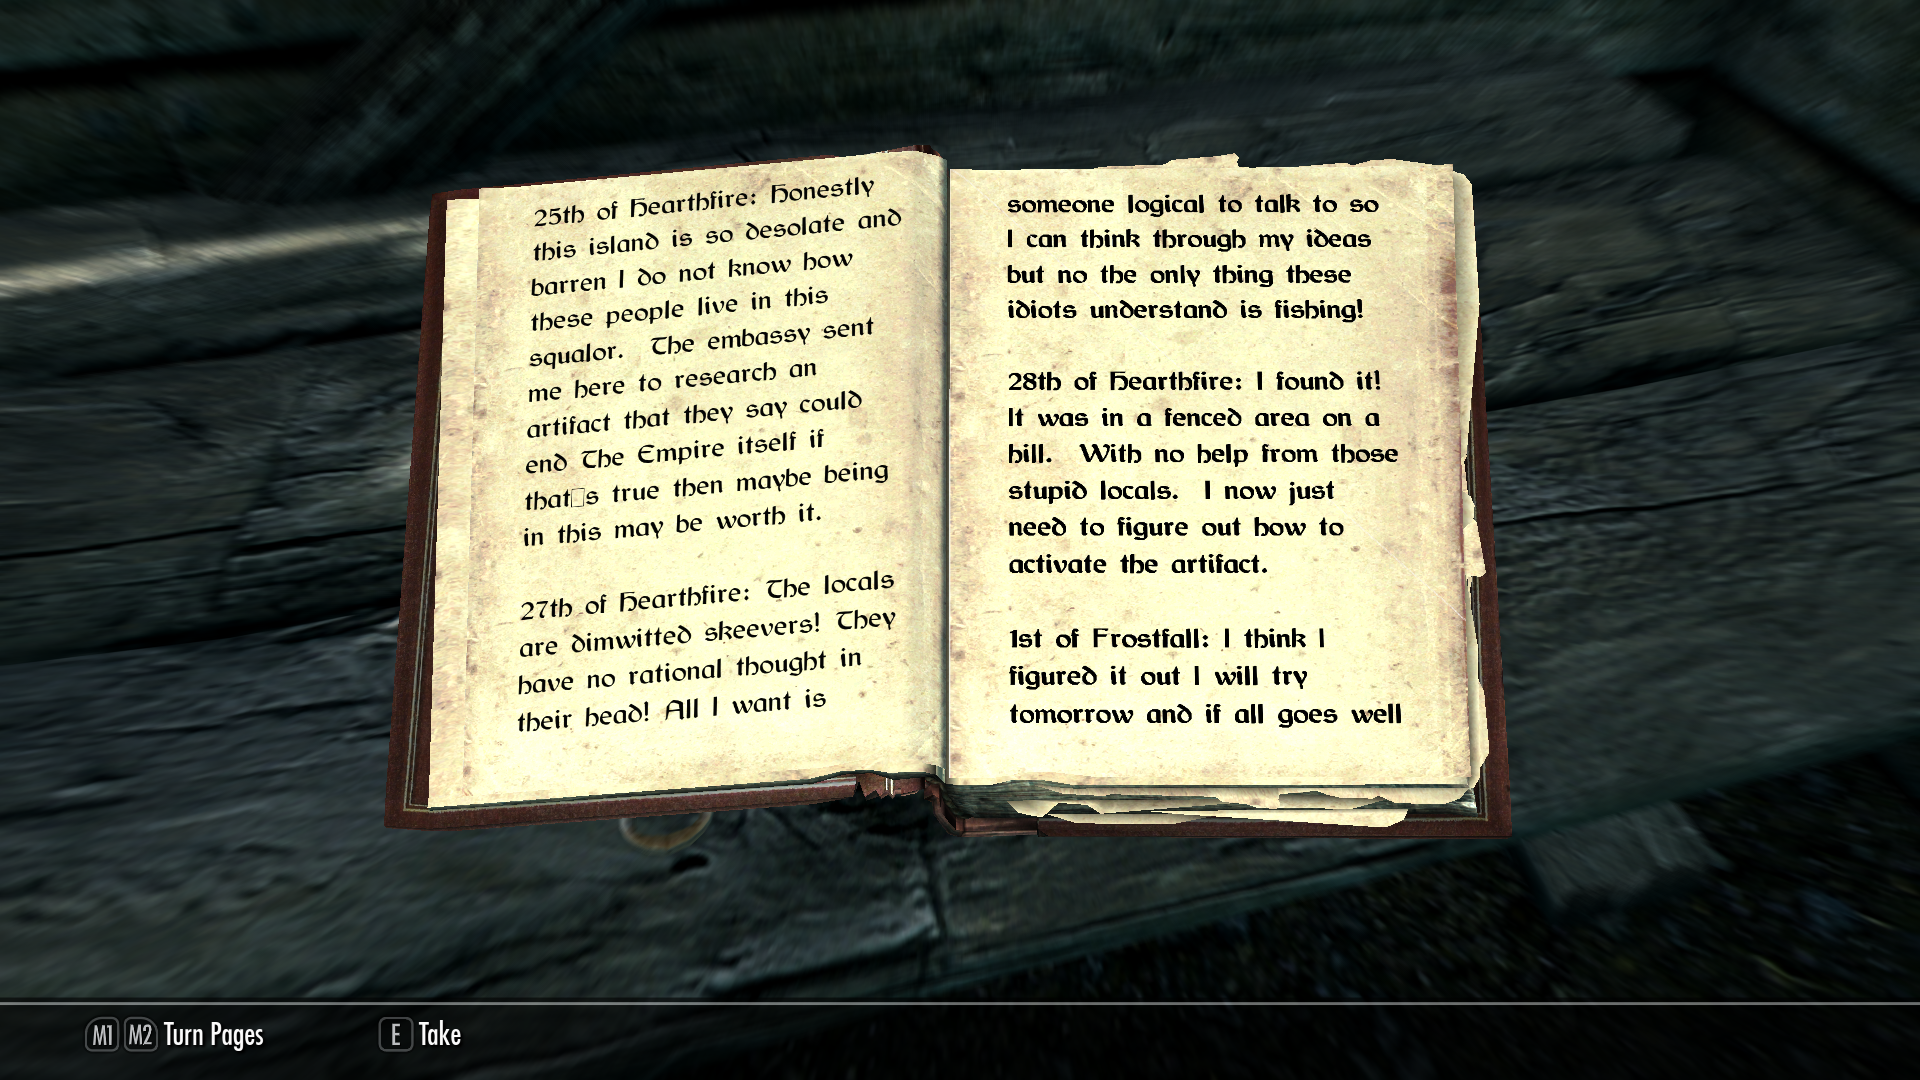 25th of Hearthfire: Honestly
this island is so desolate and
barren I do not know how
these people live in this
squalor.  The embassy sent
me here to research an
artifact that they say could
end The Empire itself if
that□s true then maybe being
in this may be worth it.

27th of Hearthfire: The locals
are dimwitted skeevers! They
have no rational thought in
their head! All I want is

someone logical to talk to so
I can think through my ideas
but no the only thing these
idiots understand is fishing!

28th of Hearthfire: I found it!
It was in a fenced area on a
hill.  With no help from those
stupid locals.  I now just
need to figure out how to
activate the artifact.

1st of Frostfall: I think I
figured it out I will try
tomorrow and if all goes well

M1 M2 Turn Pages
E Take